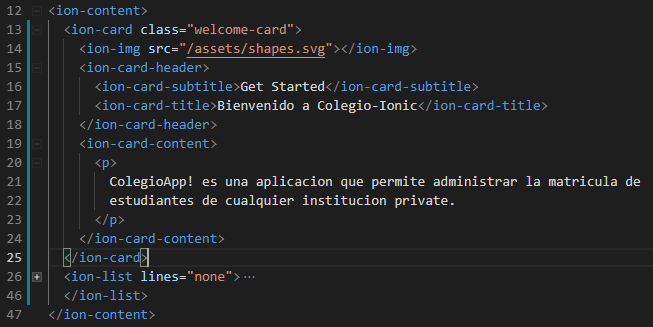 12 <ion-content>
13 <ion-card class="welcome-card">
14 <ion-img src="/assets/shapes.svg"></ion-img>
15 <ion-card-header>
16 <ion-card-subtitle>Get Started</ion-card-subtitle>
17 <ion-card-title>Bienvenido a Colegio-Ionic</ion-card-title>
18 </ion-card-header>
19 <ion-card-content>
20 <p>
21 ColegioApp! es una aplicacion que permite administrar la matricula de
22 estudiantes de cualquier institucion private.
23 </p>
24 </ion-card-content>
25 </ion-card>
26 <ion-list lines="none">…
46 </ion-list>
47 </ion-content>